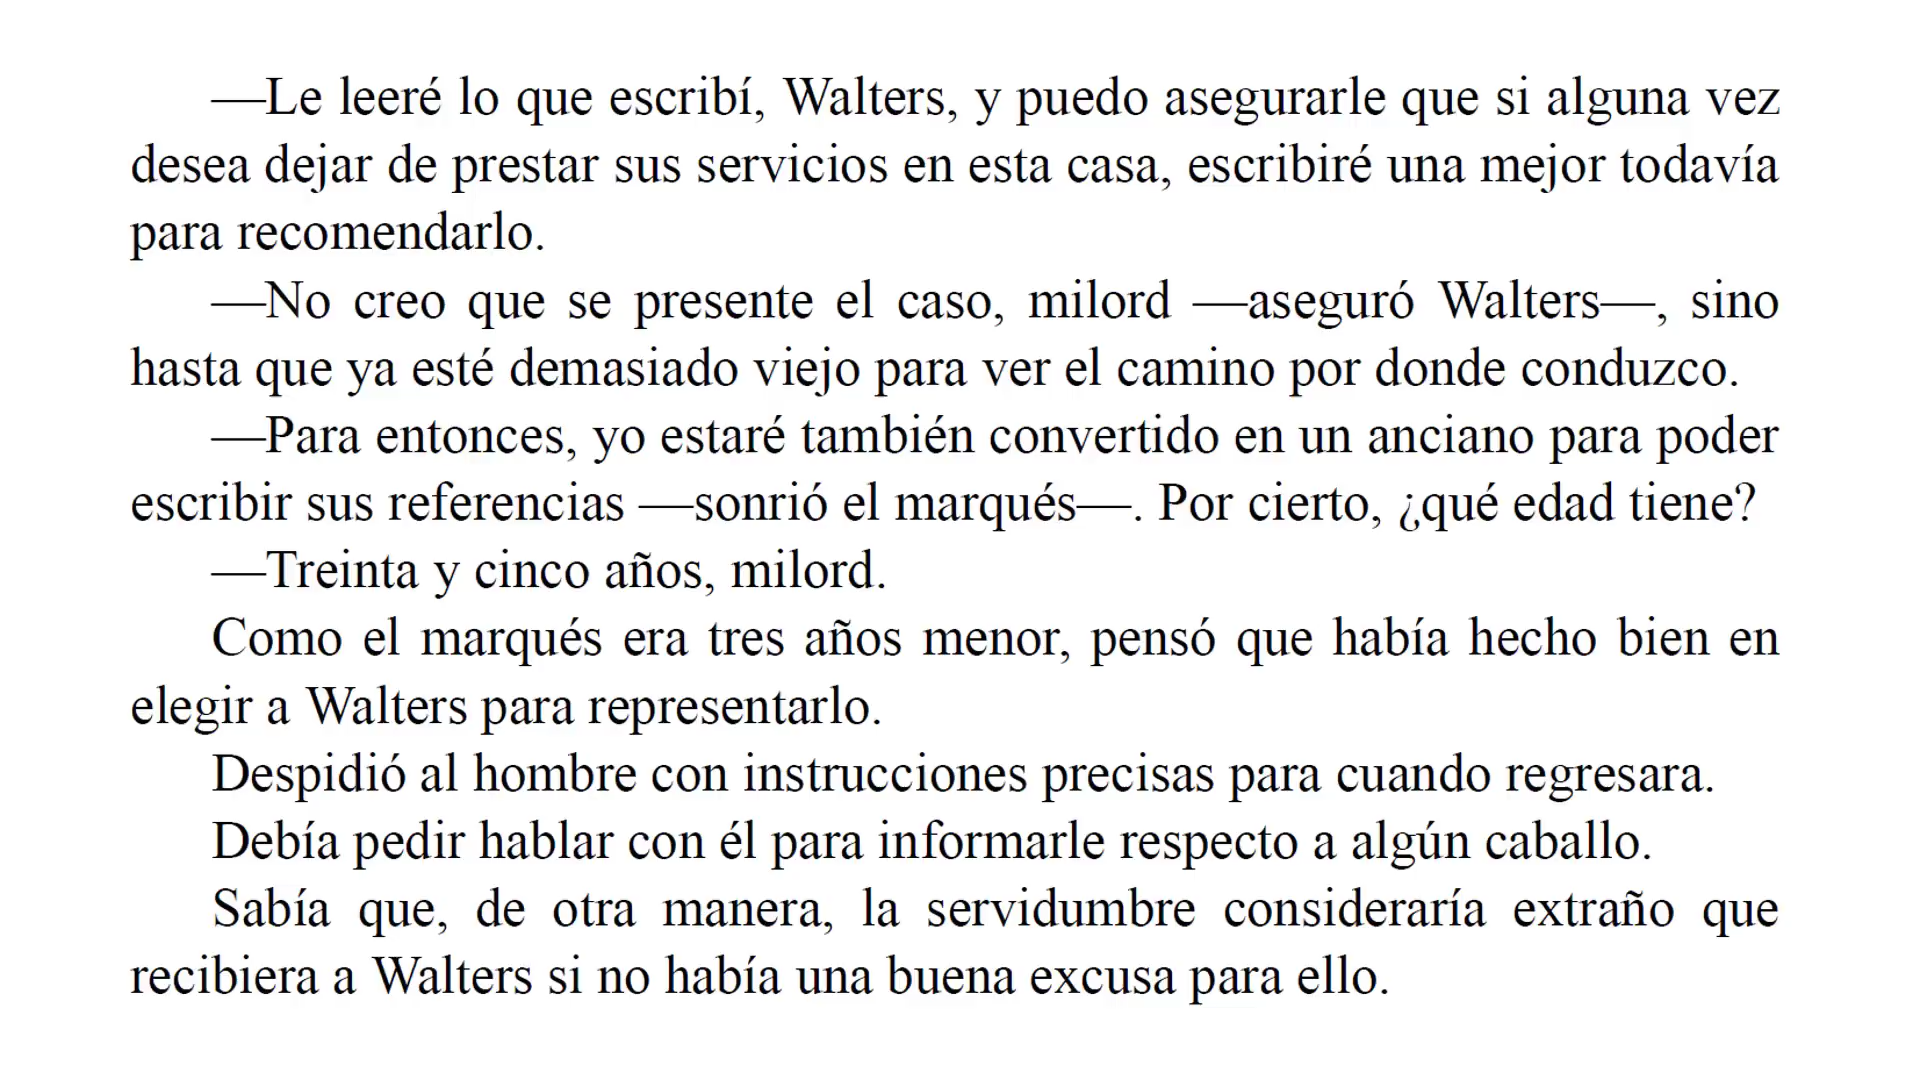 —Le leeré lo que escribí, Walters, y puedo asegurarle que si alguna vez
desea dejar de prestar sus servicios en esta casa, escribiré una mejor todavía
para recomendarlo.
—No creo que se presente el caso, milord —aseguró Walters—, sino
hasta que ya esté demasiado viejo para ver el camino por donde conduzco.
—Para entonces, yo estaré también convertido en un anciano para poder
escribir sus referencias —sonrió el marqués—. Por cierto, ¿qué edad tiene?
—Treinta y cinco años, milord.
Como el marqués era tres años menor, pensó que había hecho bien en
elegir a Walters para representarlo.
Despidió al hombre con instrucciones precisas para cuando regresara.
Debía pedir hablar con él para informarle respecto a algún caballo.
Sabía que, de otra manera, la servidumbre consideraría extraño que
recibiera a Walters si no había una buena excusa para ello.